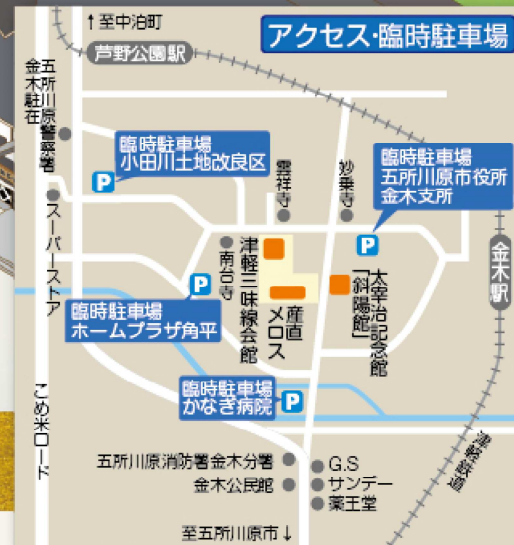 アクセス・臨時駐車場
↑至中泊町
芦野公園駅
五所川原警察署
金木駐在
臨時駐車場
小田川土地改良区
P
雲祥寺
妙乗寺
臨時駐車場
五所川原市役所
金木支所
P
スーパーストア
南台寺
津軽三味線会館
産直
メロス
太宰治記念館
「斜陽館」
金木駅
P
臨時駐車場
ホームプラザ角平
臨時駐車場
かなぎ病院
P
こめ米ロード
津軽鉄道
五所川原消防署金木分署
金木公民館
G.S
サンデー
薬王堂
至五所川原市↓